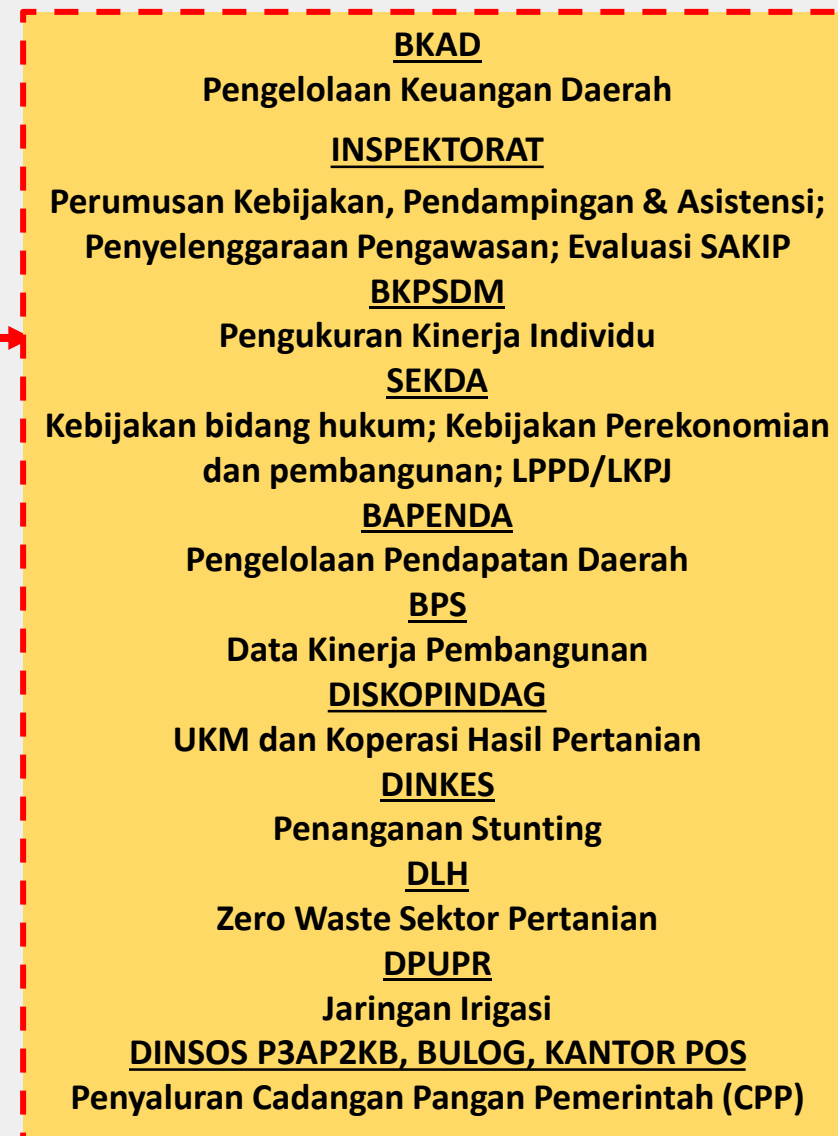 BKAD
Pengelolaan Keuangan Daerah
INSPEKTORAT
Perumusan Kebijakan, Pendampingan & Asistensi;
Penyelenggaraan Pengawasan; Evaluasi SAKIP
BKPSDM
Pengukuran Kinerja Individu
SEKDA
Kebijakan bidang hukum; Kebijakan Perekonomian
dan pembangunan; LPPD/LKPJ
BAPENDA
Pengelolaan Pendapatan Daerah
BPS
Data Kinerja Pembangunan
DISKOPINDAG
UKM dan Koperasi Hasil Pertanian
DINKES
Penanganan Stunting
DLH
Zero Waste Sektor Pertanian
DPUPR
Jaringan Irigasi
DINSOS P3AP2KB, BULOG, KANTOR POS
Penyaluran Cadangan Pangan Pemerintah (CPP)